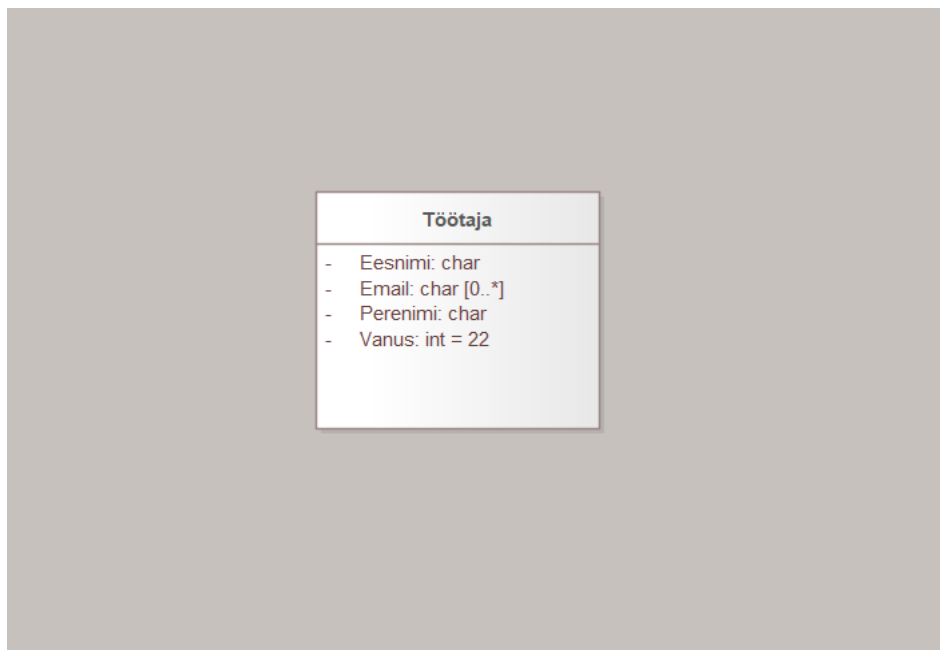 Töötaja
- Eesnimi: char
- Email: char [0..*]
- Perenimi: char
- Vanus: int = 22